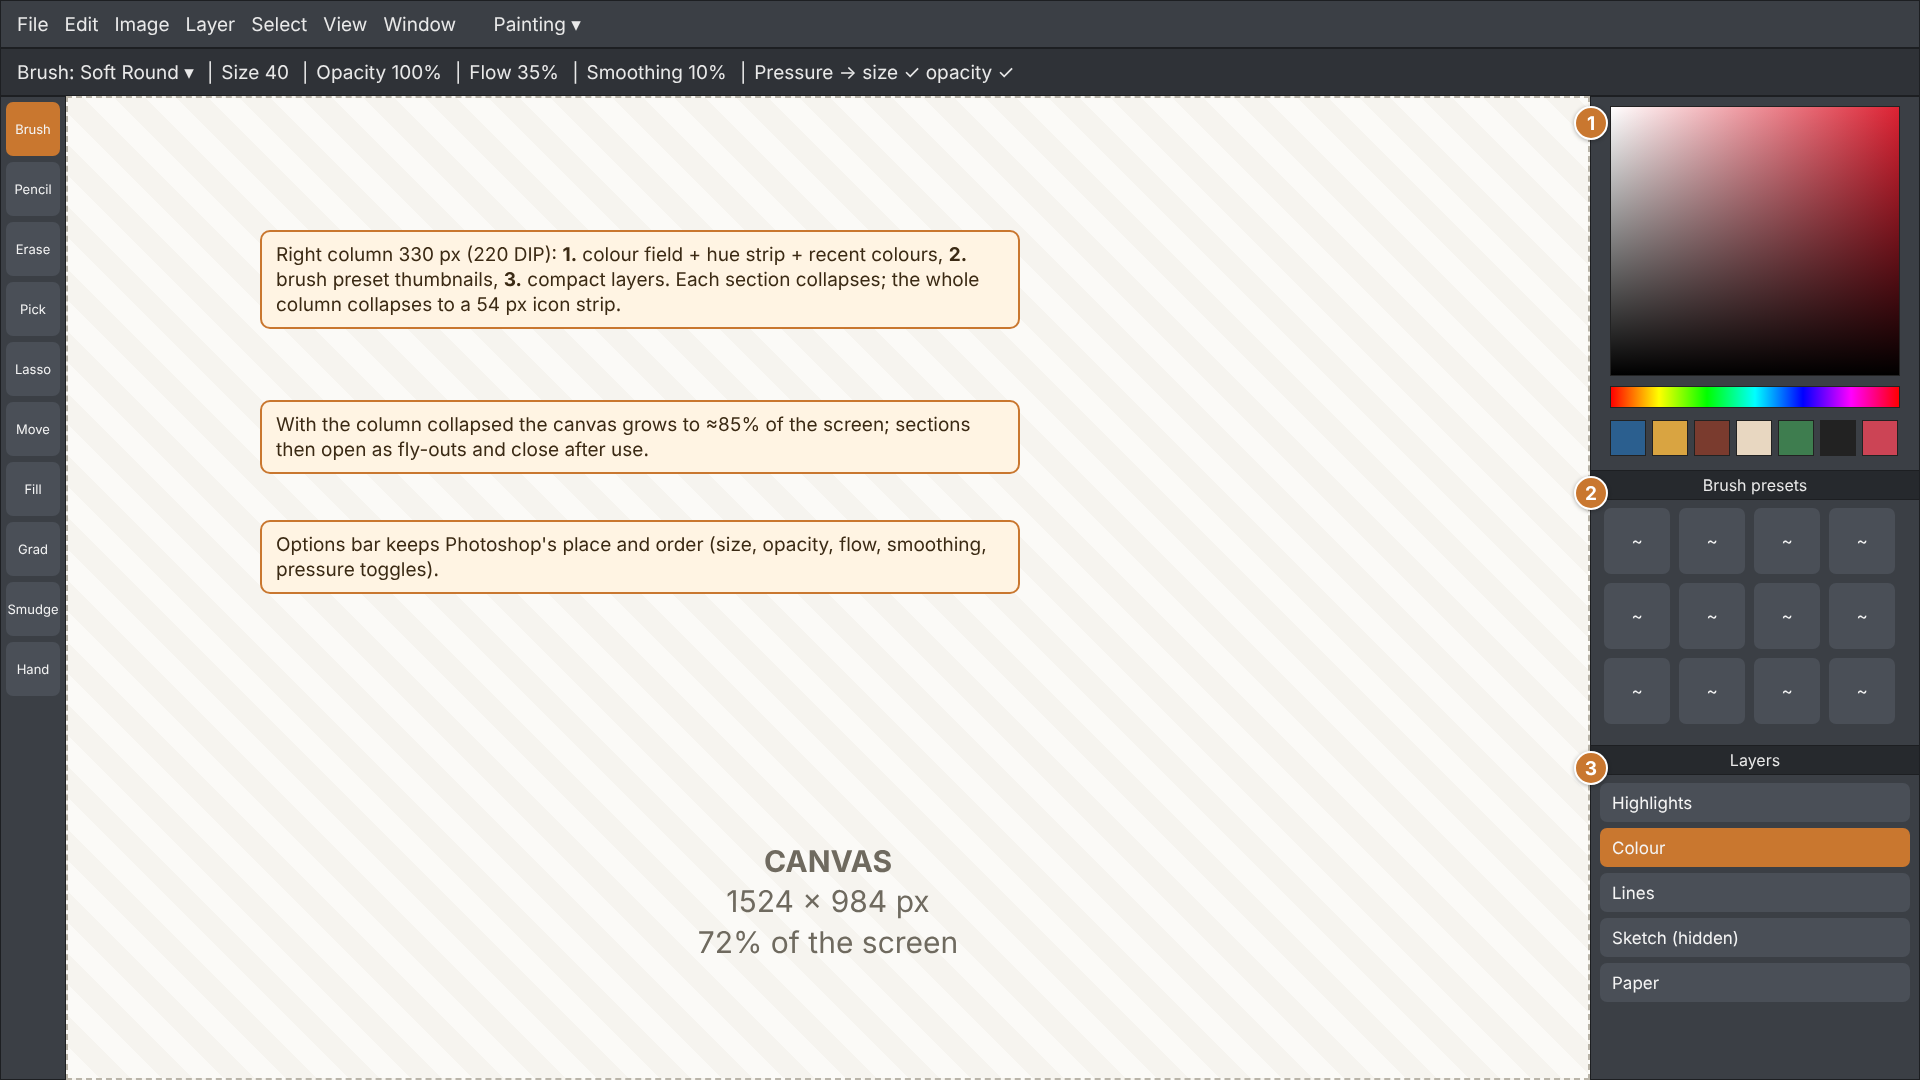 File Edit Image Layer Select View Window Painting ▾
Brush: Soft Round ▾ | Size 40 | Opacity 100% | Flow 35% | Smoothing 10% | Pressure → size ✓ opacity ✓
Brush
Pencil
Erase
Pick
Lasso
Move
Fill
Grad
Smudge
Hand
Right column 330 px (220 DIP): 1. colour field + hue strip + recent colours, 2.
brush preset thumbnails, 3. compact layers. Each section collapses; the whole
column collapses to a 54 px icon strip.
With the column collapsed the canvas grows to ≈85% of the screen; sections
then open as fly-outs and close after use.
Options bar keeps Photoshop's place and order (size, opacity, flow, smoothing,
pressure toggles).
CANVAS
1524 × 984 px
72% of the screen
1
2
Brush presets
~ ~ ~ ~
~ ~ ~ ~
~ ~ ~ ~
3
Layers
Highlights
Colour
Lines
Sketch (hidden)
Paper